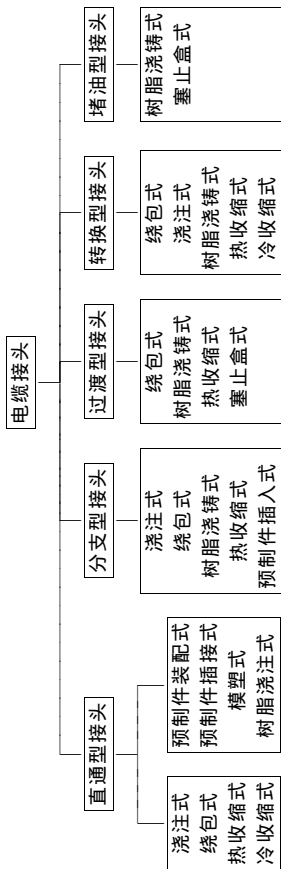 电缆接头
直通型接头
分支型接头
过渡型接头
转换型接头
堵油型接头
浇注式
绕包式
热收缩式
冷收缩式
预制件装配式
预制件插接式
模塑式
树脂浇注式
浇注式
绕包式
树脂浇铸式
热收缩式
预制件插入式
绕包式
树脂浇铸式
热收缩式
塞止盒式
绕包式
浇注式
树脂浇铸式
热收缩式
冷收缩式
树脂浇铸式
塞止盒式